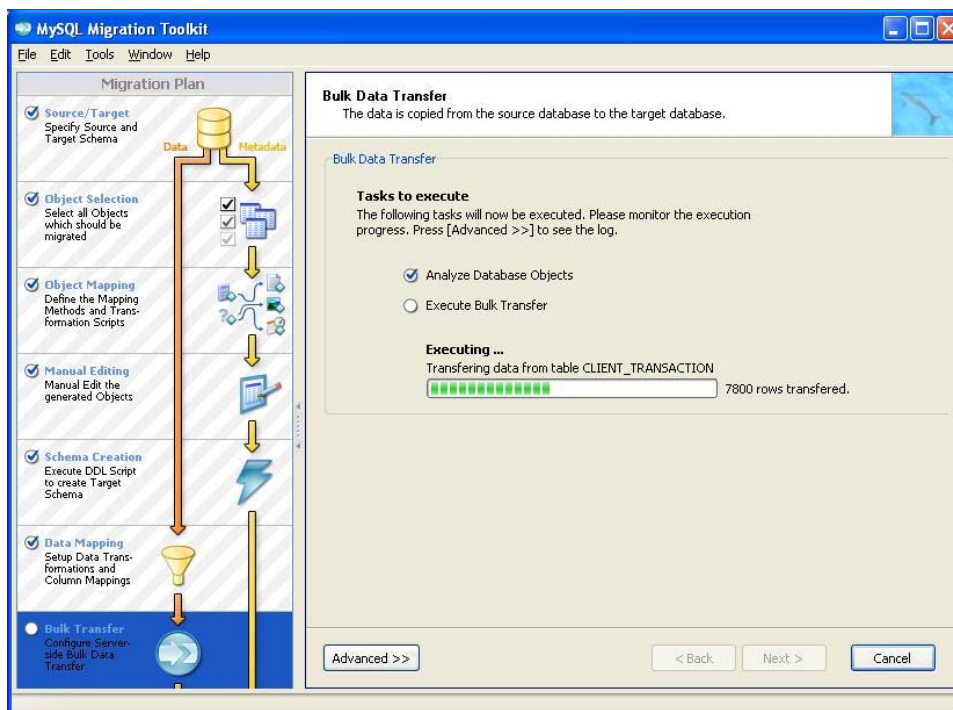 MySQL Migration Toolkit
File Edit Tools Window Help
Migration Plan
Source/Target
Specify Source and
Target Schema
Data
Metadata
Object Selection
Select all Objects
which should be
migrated
Object Mapping
Define the Mapping
Methods and Trans-
formation Scripts
Manual Editing
Manual Edit the
generated Objects
Schema Creation
Execute DDL Script
to create Target
Schema
Data Mapping
Setup Data Trans-
formations and
Column Mappings
Bulk Transfer
Configure Server-
side Bulk Data
Transfer
Bulk Data Transfer
The data is copied from the source database to the target database.
Bulk Data Transfer
Tasks to execute
The following tasks will now be executed. Please monitor the execution
progress. Press [Advanced >>] to see the log.
Analyze Database Objects
Execute Bulk Transfer
Executing ...
Transfering data from table CLIENT_TRANSACTION
7800 rows transfered.
Advanced >>
< Back
Next >
Cancel